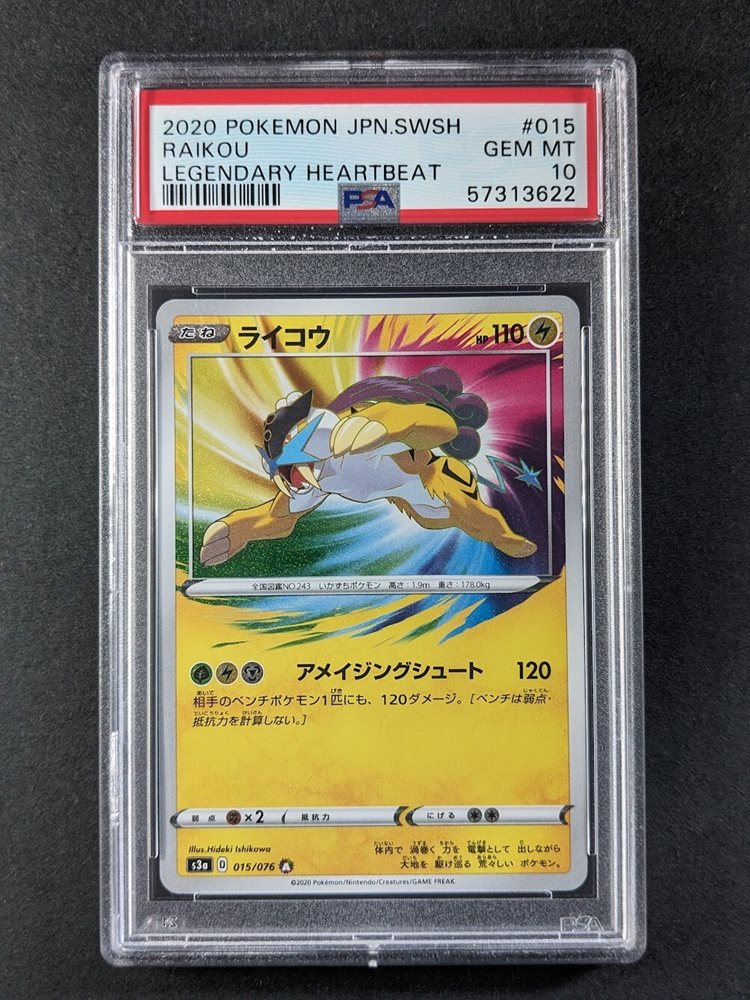 2020 POKEMON JPN.SWSH #015
RAIKOU GEM MT
LEGENDARY HEARTBEAT 10
PSA 57313622
たね ライコウ HP 110
全国図鑑NO.243 いかずちポケモン 高さ:1.9m 重さ:178.0kg
アメイジングシュート 120
相手のベンチポケモン1匹にも、120ダメージ。[ベンチは弱点・
抵抗力を計算しない。]
弱点 ×2 抵抗力 にげる
Illus.Hideki Ishikawa
s3a D 015/076 A
体内で 渦巻く 力を 電撃として 出しながら
大地を 駆け巡る 荒々しい ポケモン。
©2020 Pokémon/Nintendo/Creatures/GAME FREAK.